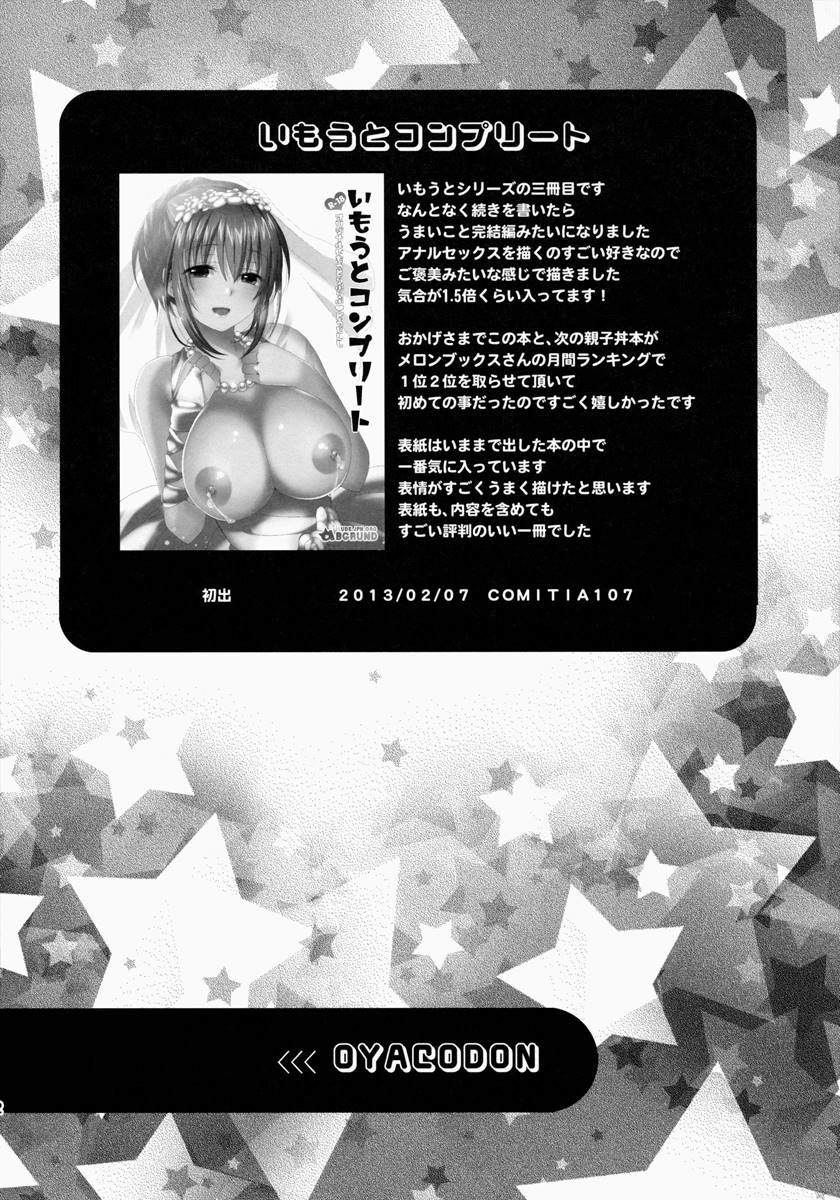 いもうとコンプリート
R-18
いもうとコンプリート
BGRUND
いもうとシリーズの三冊目です
なんとなく続きを書いたら
うまいこと完結編みたいになりました
アナルセックスを描くのすごい好きなので
ご褒美みたいな感じで描きました
気合が1.5倍くらい入ってます！
おかげさまでこの本と、次の親子丼本が
メロンブックスさんの月間ランキングで
１位２位を取らせて頂いて
初めての事だったのですごく嬉しかったです
表紙はいままで出した本の中で
一番気に入っています
表情がすごくうまく描けたと思います
表紙も、内容を含めても
すごい評判のいい一冊でした
初出 2013/02/07 COMITIA107
<<< OYACODON